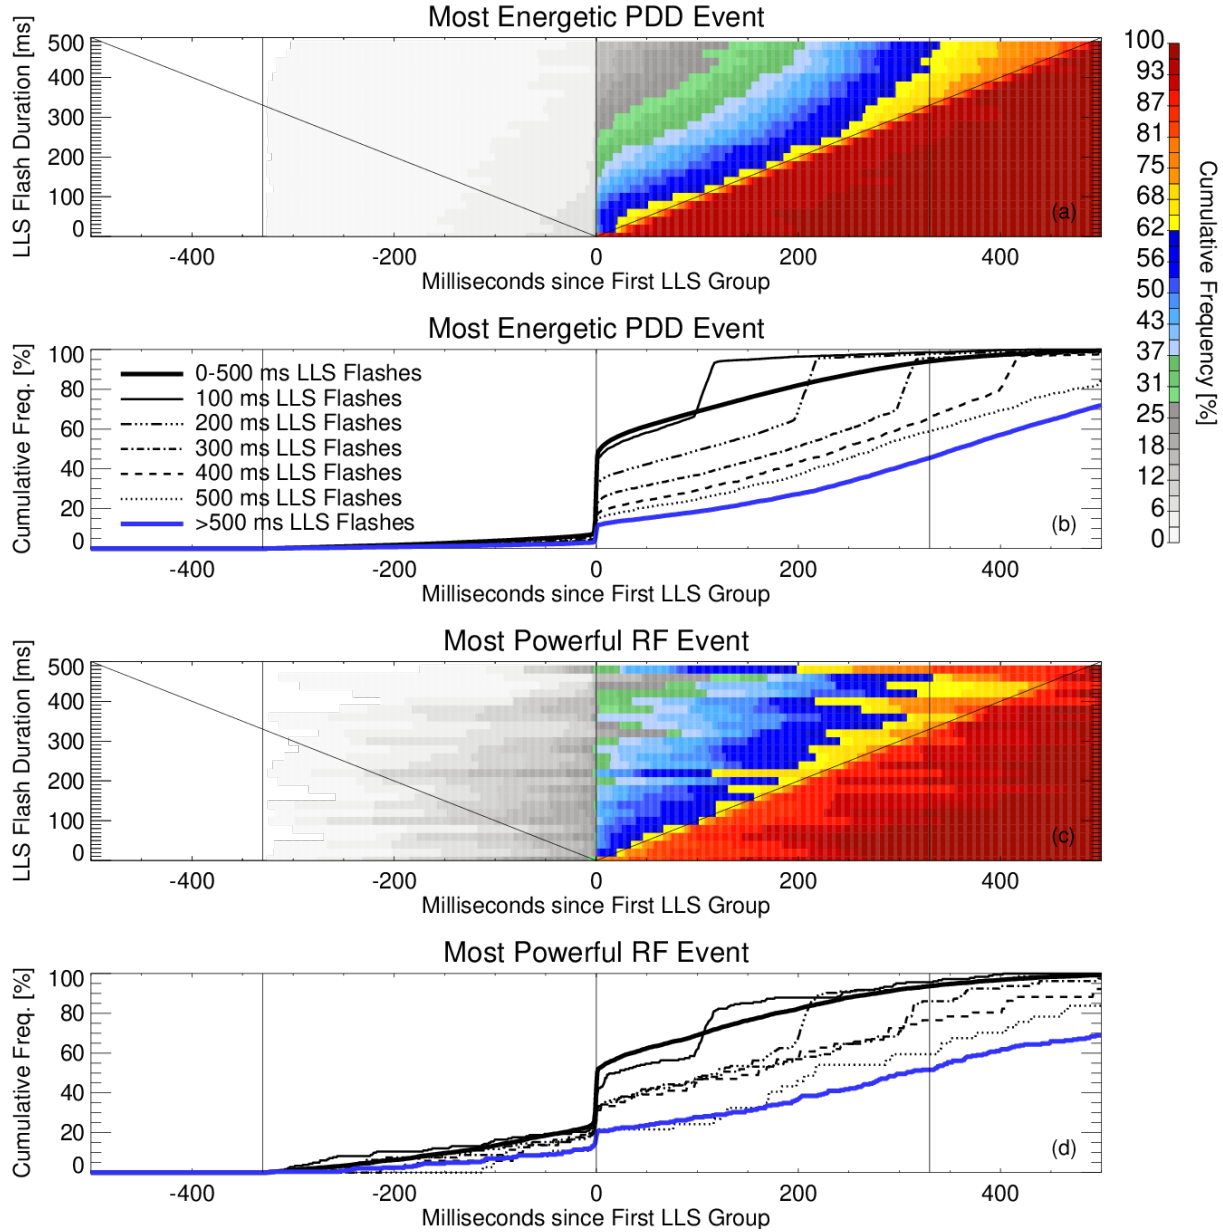 Most Energetic PDD Event
LLS Flash Duration [ms]
500
400
300
200
100
0
(a)
-400 -200 0 200 400
Milliseconds since First LLS Group
100
93
87
81
75
68
62
56
50
43
37
31
25
18
12
6
0
Cumulative Frequency [%]
Most Energetic PDD Event
Cumulative Freq. [%]
100
80
60
40
20
0
0-500 ms LLS Flashes
100 ms LLS Flashes
200 ms LLS Flashes
300 ms LLS Flashes
400 ms LLS Flashes
500 ms LLS Flashes
>500 ms LLS Flashes
(b)
-400 -200 0 200 400
Milliseconds since First LLS Group
Most Powerful RF Event
LLS Flash Duration [ms]
500
400
300
200
100
0
(c)
-400 -200 0 200 400
Milliseconds since First LLS Group
Most Powerful RF Event
Cumulative Freq. [%]
100
80
60
40
20
0
(d)
-400 -200 0 200 400
Milliseconds since First LLS Group